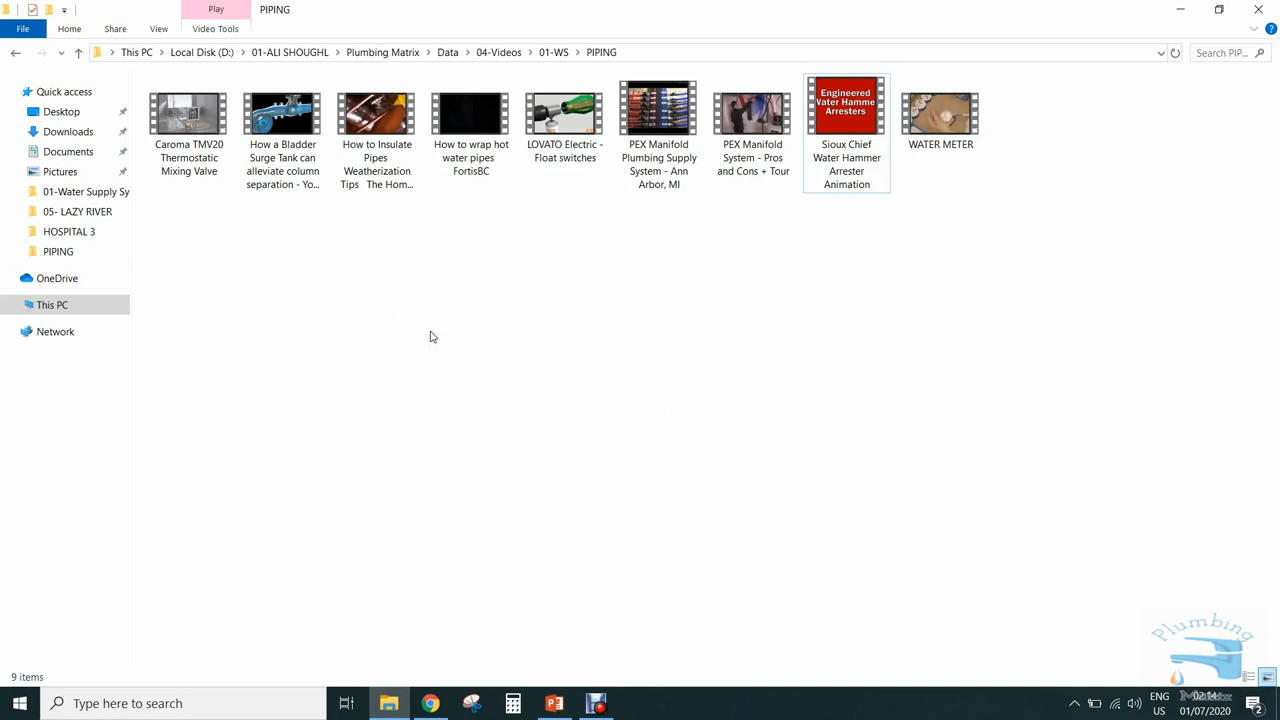 Play
PIPING
File
Home
Share
View
Video Tools
This PC
Local Disk (D:)
01-ALI SHOUGHL
Plumbing Matrix
Data
04-Videos
01-WS
PIPING
Search PIP...
Quick access
Desktop
Downloads
Documents
Pictures
01-Water Supply Sy
05- LAZY RIVER
HOSPITAL 3
PIPING
OneDrive
This PC
Network
Caroma TMV20
Thermostatic
Mixing Valve
How a Bladder
Surge Tank can
alleviate column
separation - Yo...
How to Insulate
Pipes
Weatherization
Tips The Hom...
How to wrap hot
water pipes
FortisBC
LOVATO Electric -
Float switches
PEX Manifold
Plumbing Supply
System - Ann
Arbor, MI
PEX Manifold
System - Pros
and Cons + Tour
Engineered
Water Hamme
Arresters
Sioux Chief
Water Hammer
Arrester
Animation
WATER METER
9 items
Plumbing
Matrix
Type here to search
ENG
US
02:14
01/07/2020
2